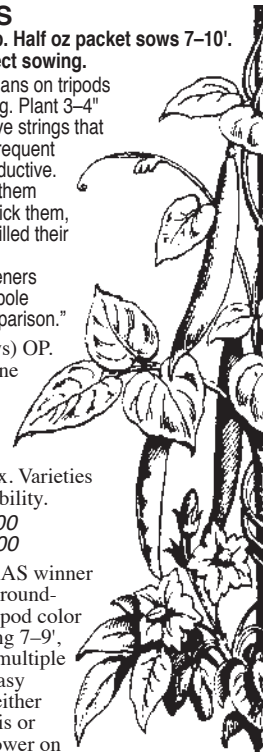 S
o. Half oz packet sows 7–10'.
ect sowing.
ans on tripods
g. Plant 3–4"
ve strings that
requent
ductive.
them
ick them,
illed their
eners
pole
parison."
s) OP.
ne
x. Varieties
bility.
00
00
AS winner
round-
pod color
ng 7–9',
multiple
asy
either
is or
ower on